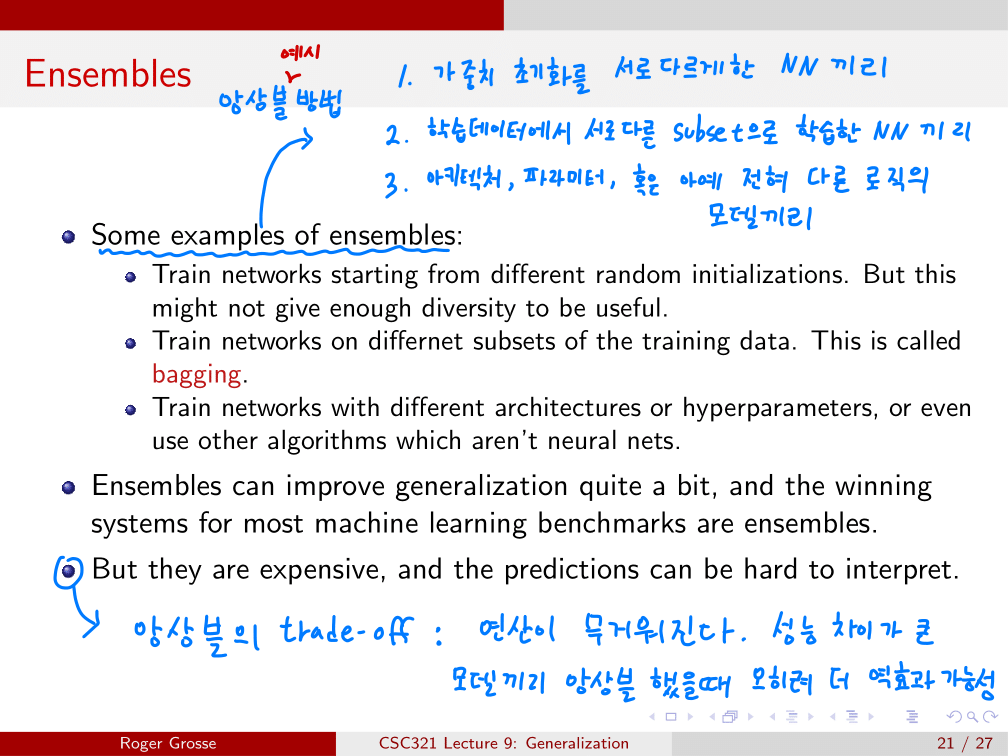 Ensembles
예시
앙상블 방법
1. 가중치 초기화를 서로다르게한 NN 끼리
2. 학습데이터에서 서로다른 subset으로 학습한 NN 끼리
3. 아키텍처, 파라미터, 혹은 아예 전혀 다른 로직의
모델끼리
Some examples of ensembles:
Train networks starting from different random initializations. But this
might not give enough diversity to be useful.
Train networks on differnet subsets of the training data. This is called
bagging.
Train networks with different architectures or hyperparameters, or even
use other algorithms which aren't neural nets.
Ensembles can improve generalization quite a bit, and the winning
systems for most machine learning benchmarks are ensembles.
But they are expensive, and the predictions can be hard to interpret.
앙상블의 trade-off : 연산이 무거워진다. 성능 차이가 큰
모델끼리 앙상블 했을때 오히려 더 역효과 가능성
Roger Grosse CSC321 Lecture 9: Generalization 21 / 27